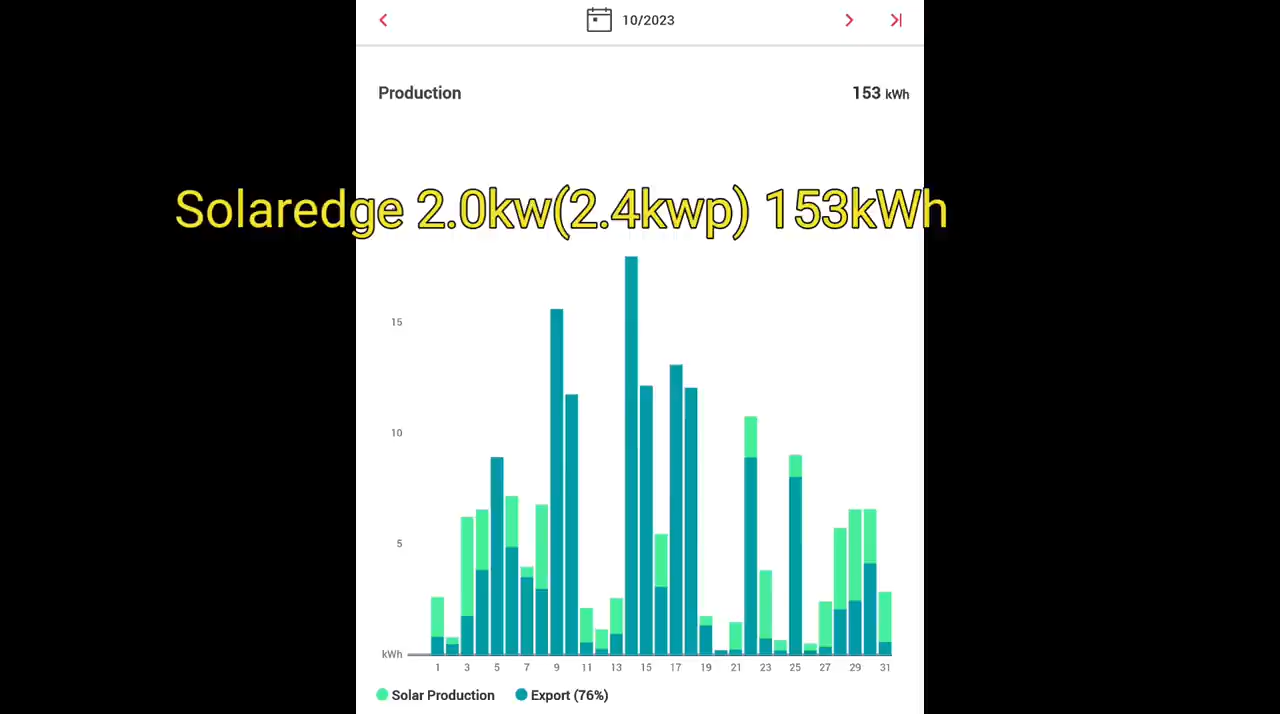 10/2023
Production 153 kWh
Solaredge 2.0kw(2.4kwp) 153kWh
15
10
5
kWh
1 3 5 7 9 11 13 15 17 19 21 23 25 27 29 31
Solar Production Export (76%)